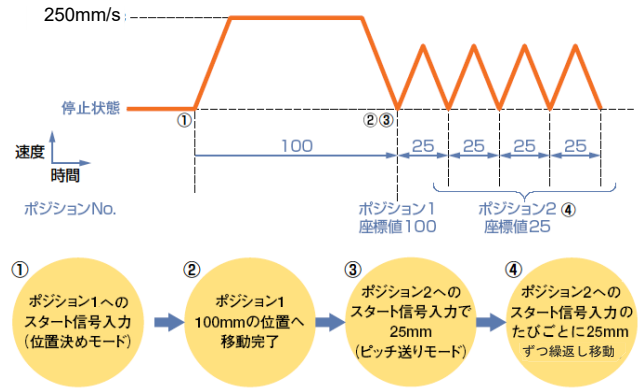 250mm/s
停止状態
①
②③
100
25
25
25
25
速度
時間
ポジションNo.
ポジション1
座標値100
ポジション2 ④
座標値25
①
ポジション1への
スタート信号入力
(位置決めモード)
②
ポジション1
100mmの位置へ
移動完了
③
ポジション2への
スタート信号入力で
25mm
(ピッチ送りモード)
④
ポジション2への
スタート信号入力の
たびごとに25mm
ずつ繰返し移動